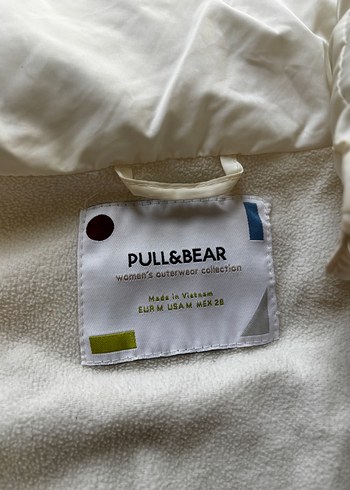 PULL&BEAR
women's outerwear collection
Made in Vietnam
EUR M USA M MEX 28